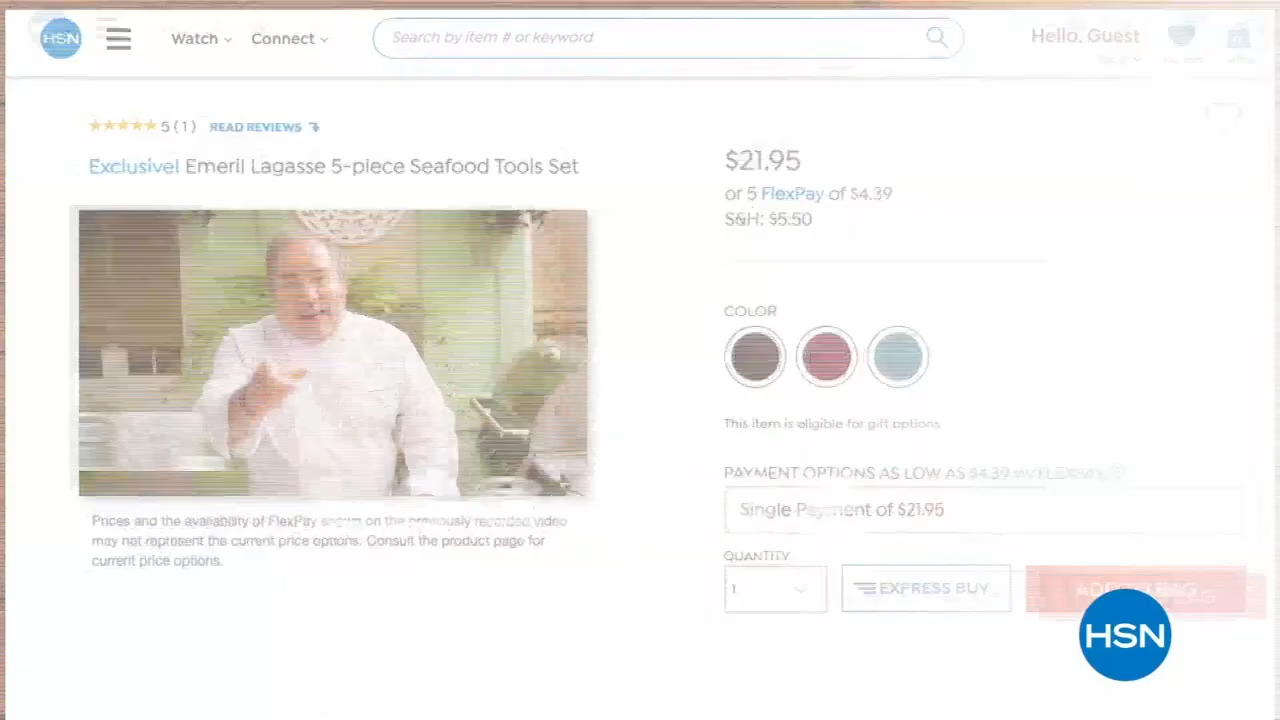 HSN
Watch
Connect
Search by item # or keyword
Hello, Guest
5 (1) READ REVIEWS
Exclusive! Emeril Lagasse 5-piece Seafood Tools Set
$21.95
or 5 FlexPay of $4.39
S&H: $5.50
COLOR
This item is eligible for gift options
PAYMENT OPTIONS AS LOW AS $4.39
Single Payment of $21.95
Prices and the availability of FlexPay shown on the previously recorded video
may not represent the current price options. Consult the product page for
current price options.
QUANTITY
1
EXPRESS BUY
HSN